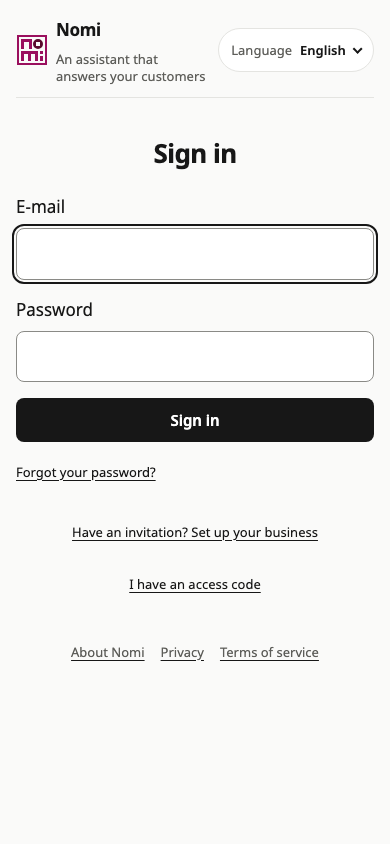 nomi
Nomi
An assistant that
answers your customers
Language English
Sign in
E-mail
Password
Sign in
Forgot your password?
Have an invitation? Set up your business
I have an access code
About Nomi Privacy Terms of service